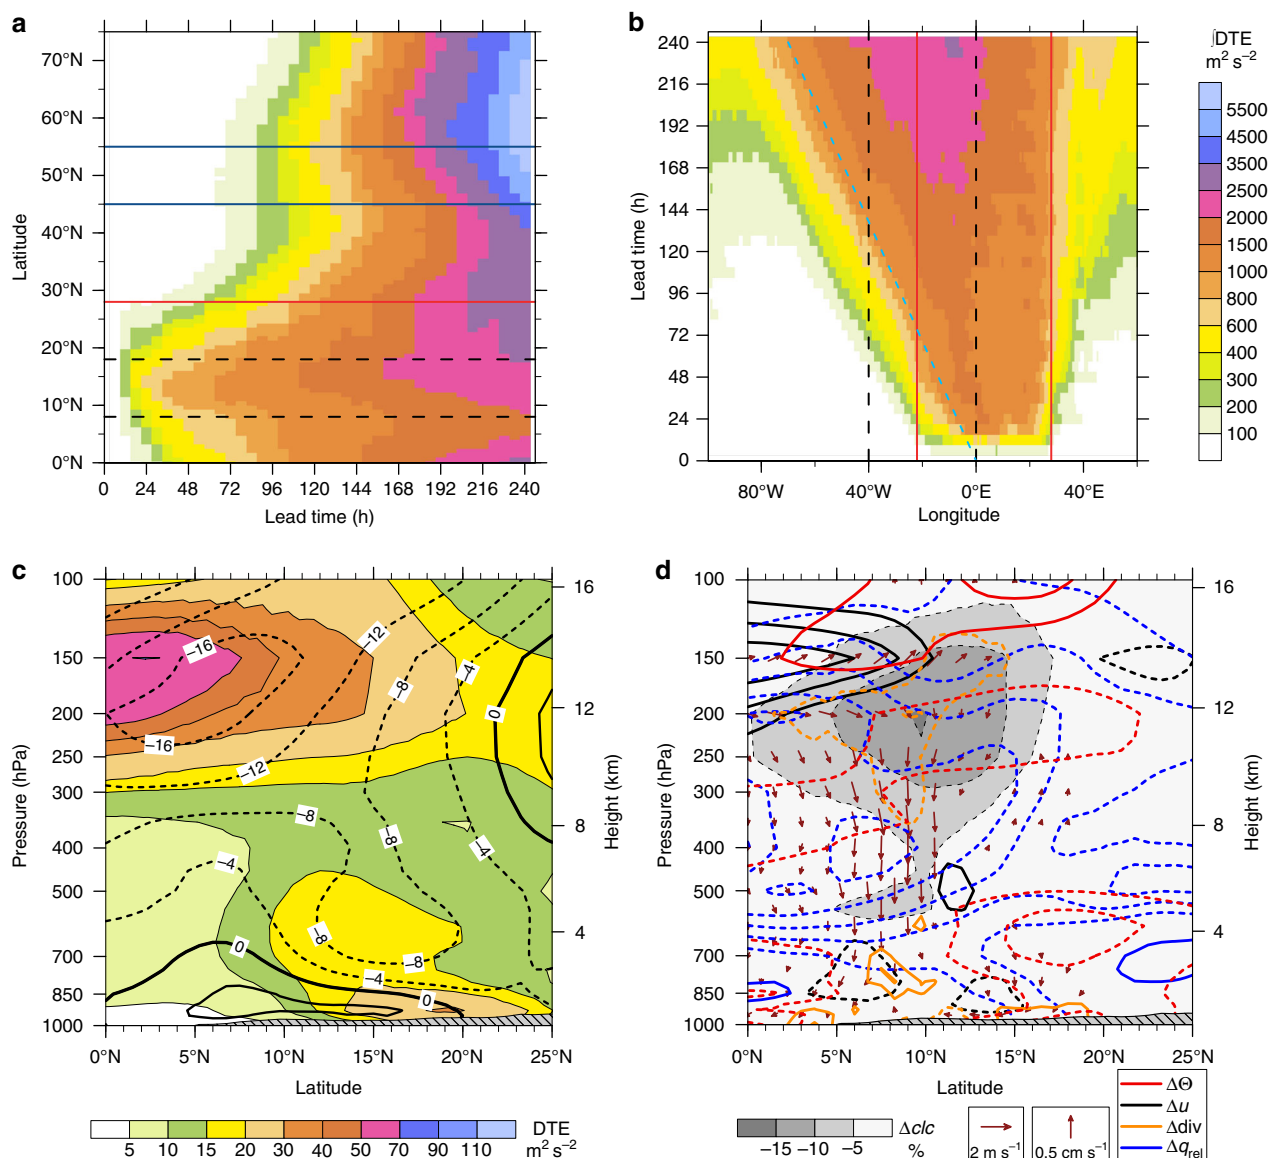 a
70°N
60°N
50°N
40°N
30°N
20°N
10°N
0°N
Latitude
0 24 48 72 96 120 144 168 192 216 240
Lead time (h)
b
240
216
192
168
144
120
96
72
48
24
0
Lead time (h)
80°W 40°W 0°E 40°E
Longitude
∫DTE
m² s⁻²
5500
4500
3500
2500
2000
1500
1000
800
600
400
300
200
100
c
100
150
200
250
300
400
500
700
850
1000
Pressure (hPa)
16
12
8
4
Height (km)
−16
−12
−8
−4
0
−16
−12
−8
−8
−4
−4
−8
−8
−4
0
0
0°N 5°N 10°N 15°N 20°N 25°N
Latitude
5 10 15 20 30 40 50 70 90 110
DTE
m² s⁻²
d
100
150
200
250
300
400
500
700
850
1000
Pressure (hPa)
16
12
8
4
Height (km)
0°N 5°N 10°N 15°N 20°N 25°N
Latitude
−15 −10 −5
Δclc
%
2 m s⁻¹
0.5 cm s⁻¹
ΔΘ
Δu
Δdiv
Δq_rel